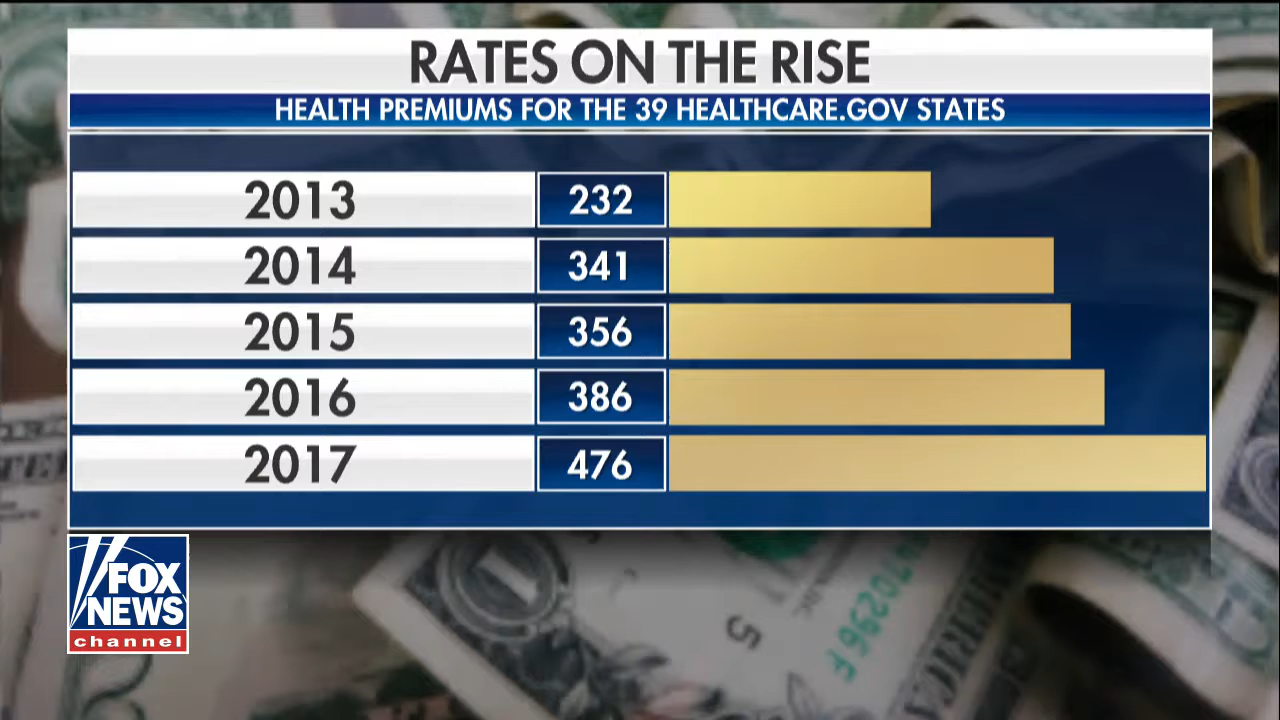 RATES ON THE RISE
HEALTH PREMIUMS FOR THE 39 HEALTHCARE.GOV STATES
2013 232
2014 341
2015 356
2016 386
2017 476
FOX
NEWS
channel
5